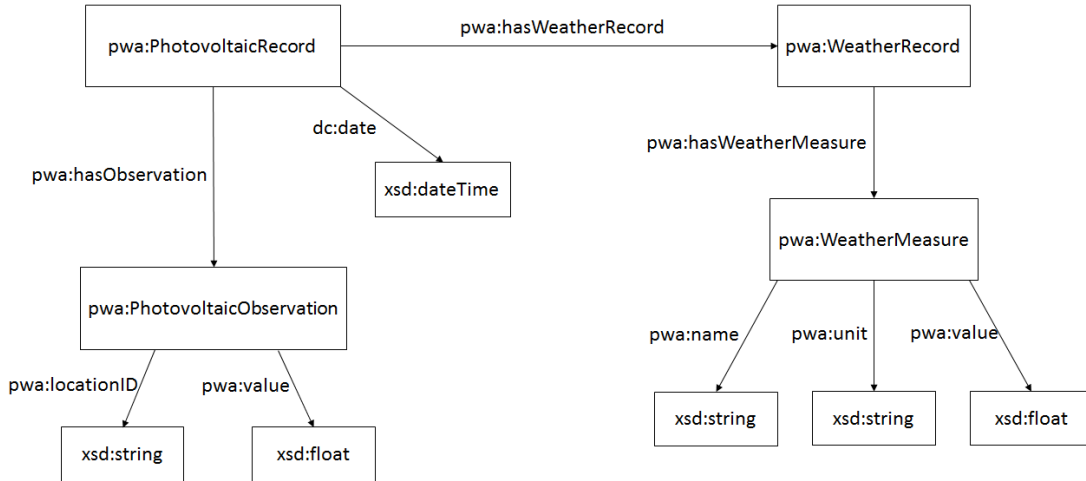 pwa:hasWeatherRecord
pwa:PhotovoltaicRecord
pwa:WeatherRecord
dc:date
pwa:hasWeatherMeasure
pwa:hasObservation
xsd:dateTime
pwa:WeatherMeasure
pwa:PhotovoltaicObservation
pwa:name
pwa:unit
pwa:value
pwa:locationID
pwa:value
xsd:string
xsd:string
xsd:float
xsd:string
xsd:float